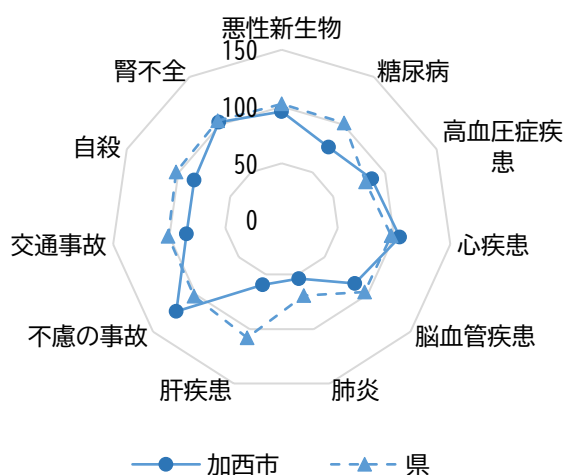 悪性新生物
150
腎不全
糖尿病
100
高血圧症疾
患
自殺
50
0
交通事故
心疾患
不慮の事故
脳血管疾患
肝疾患
肺炎
加西市
県